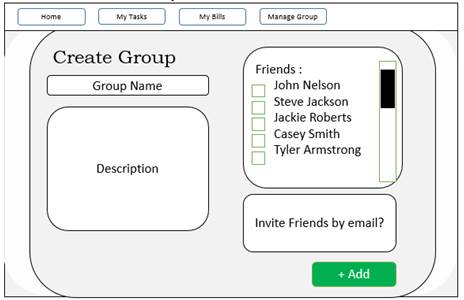 Home
My Tasks
My Bills
Manage Group
Create Group
Group Name
Description
Friends :
John Nelson
Steve Jackson
Jackie Roberts
Casey Smith
Tyler Armstrong
Invite Friends by email?
+ Add